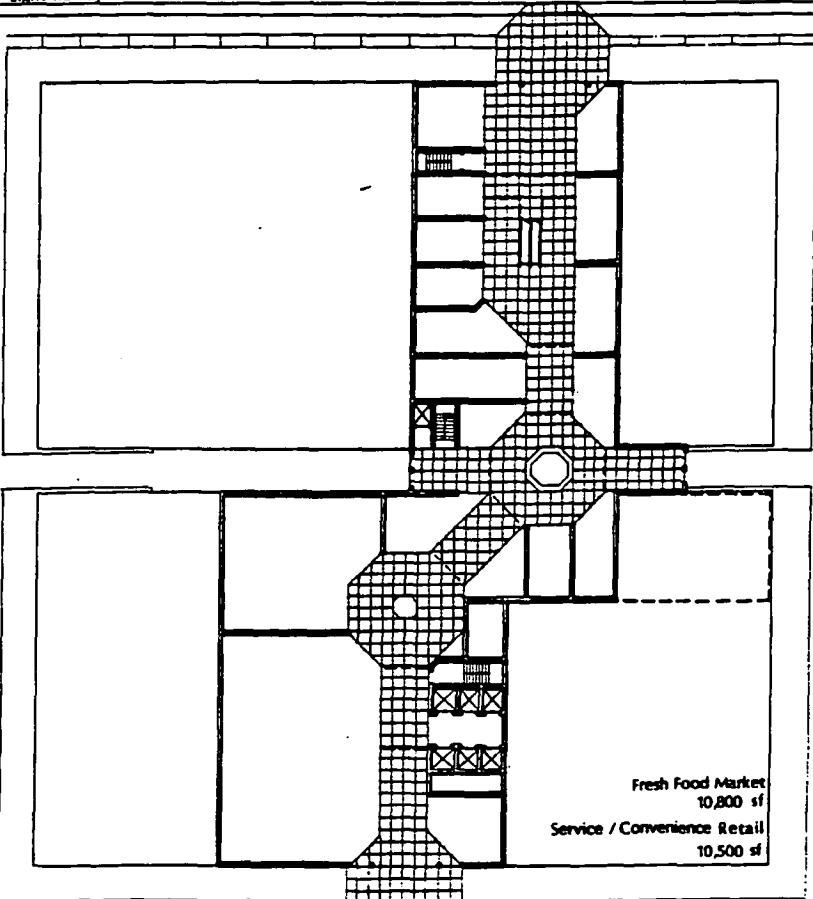 Fresh Food Market
10,800 sf
Service / Convenience Retail
10,500 sf